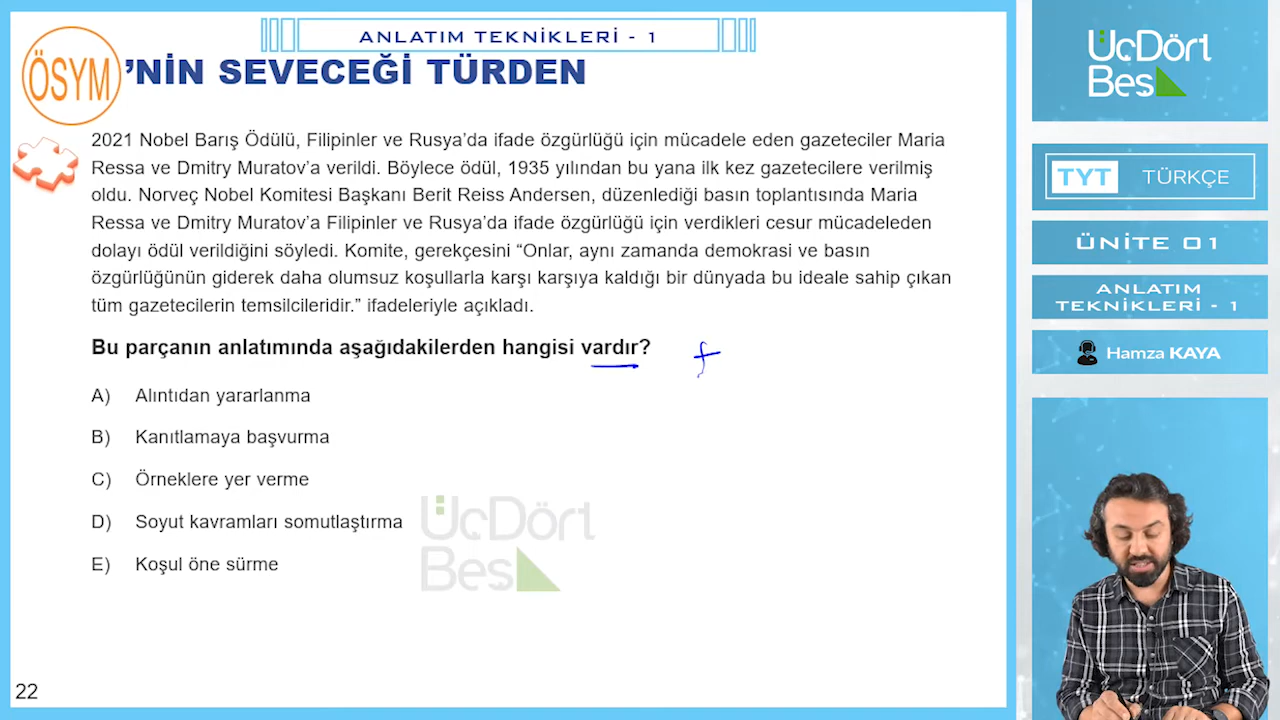 ANLATIM TEKNİKLERİ - 1
ÖSYM'NİN SEVECEĞİ TÜRDEN
2021 Nobel Barış Ödülü, Filipinler ve Rusya’da ifade özgürlüğü için mücadele eden gazeteciler Maria
Ressa ve Dmitry Muratov’a verildi. Böylece ödül, 1935 yılından bu yana ilk kez gazetecilere verilmiş
oldu. Norveç Nobel Komitesi Başkanı Berit Reiss Andersen, düzenlediği basın toplantısında Maria
Ressa ve Dmitry Muratov’a Filipinler ve Rusya’da ifade özgürlüğü için verdikleri cesur mücadeleden
dolayı ödül verildiğini söyledi. Komite, gerekçesini “Onlar, aynı zamanda demokrasi ve basın
özgürlüğünün giderek daha olumsuz koşullarla karşı karşıya kaldığı bir dünyada bu ideale sahip çıkan
tüm gazetecilerin temsilcileridir.” ifadeleriyle açıkladı.
Bu parçanın anlatımında aşağıdakilerden hangisi vardır?
A) Alıntıdan yararlanma
B) Kanıtlamaya başvurma
C) Örneklere yer verme
D) Soyut kavramları somutlaştırma
E) Koşul öne sürme
ÜçDört
Beş
22
ÜçDört
Beş
TYT TÜRKÇE
ÜNİTE 01
ANLATIM
TEKNİKLERİ - 1
Hamza KAYA